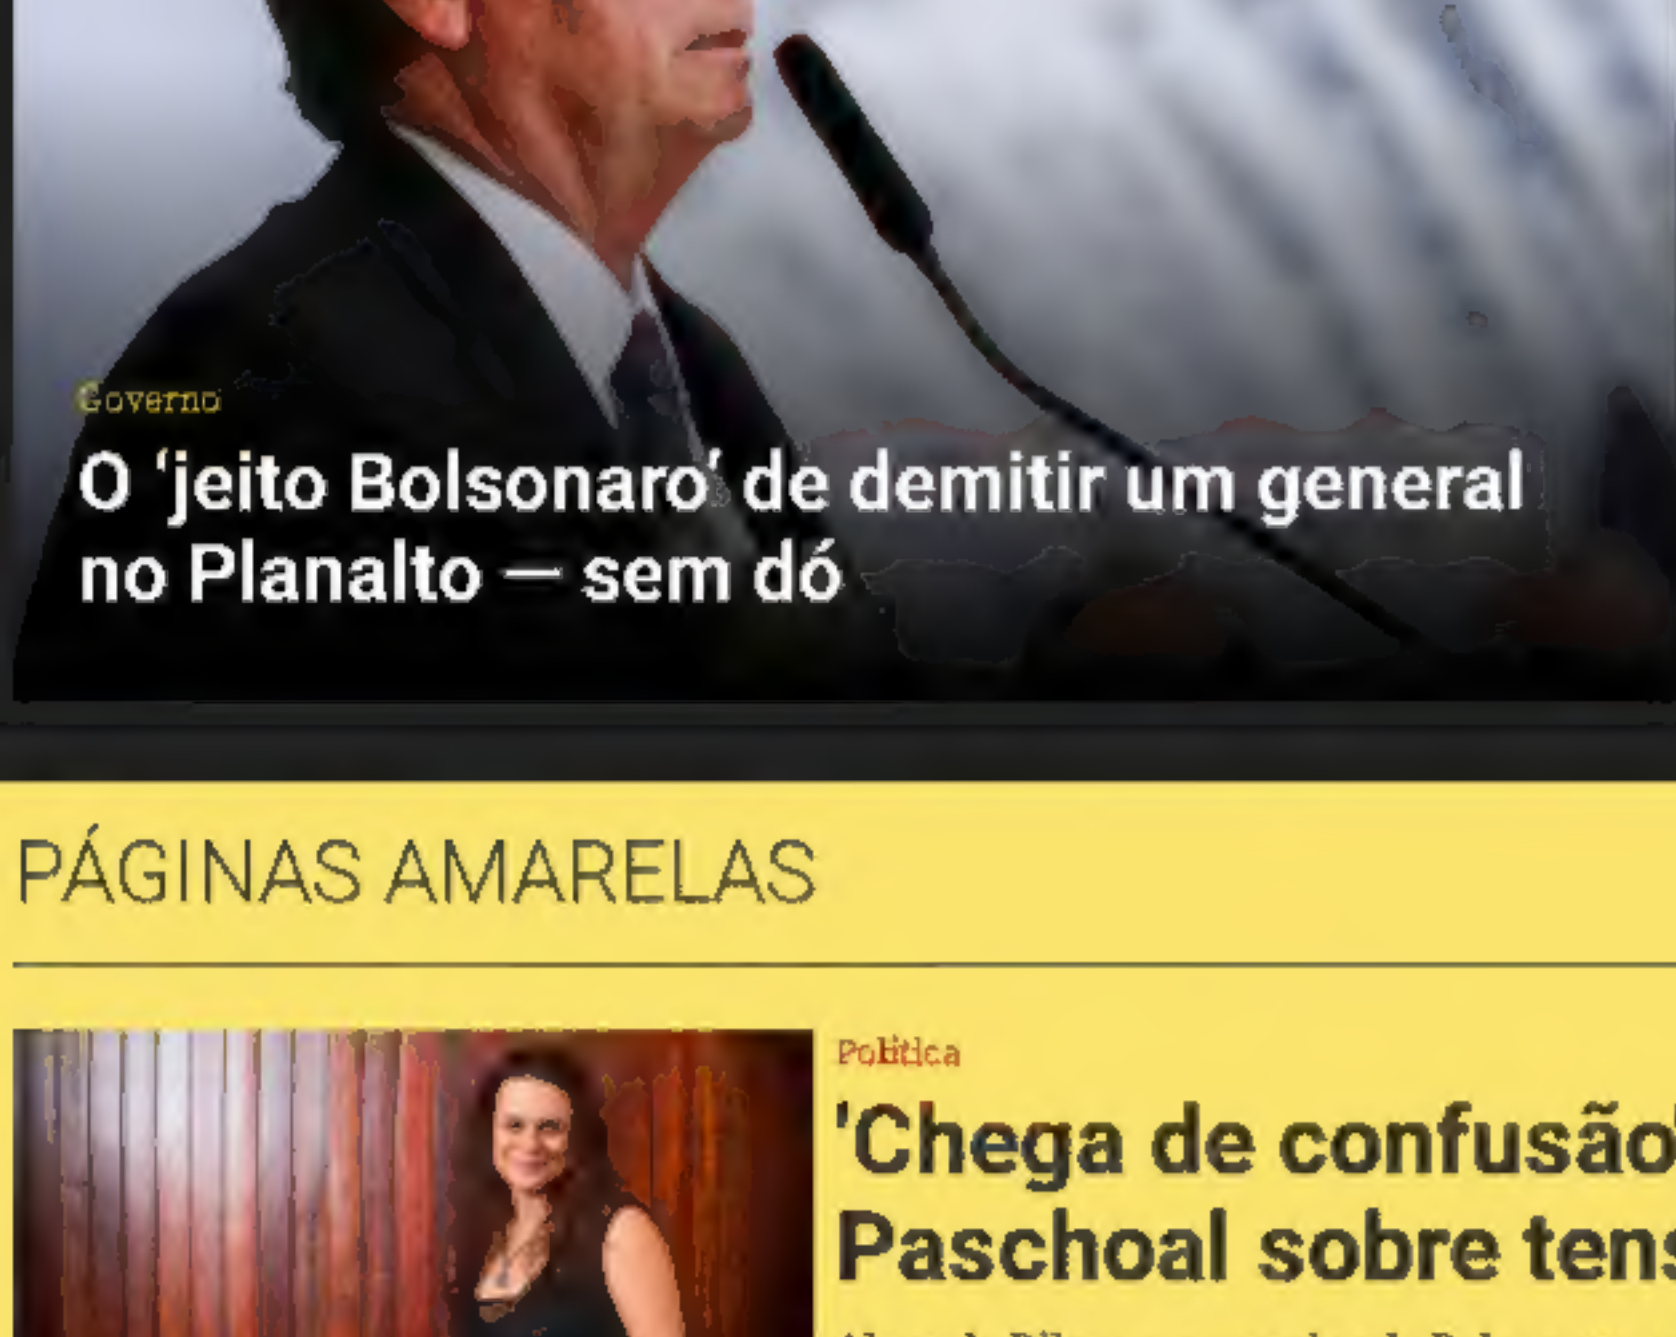 Governo
O ‘jeito Bolsonaro’ de demitir um general
no Planalto — sem dó
PÁGINAS AMARELAS
Política
'Chega de confusão'
Paschoal sobre tens